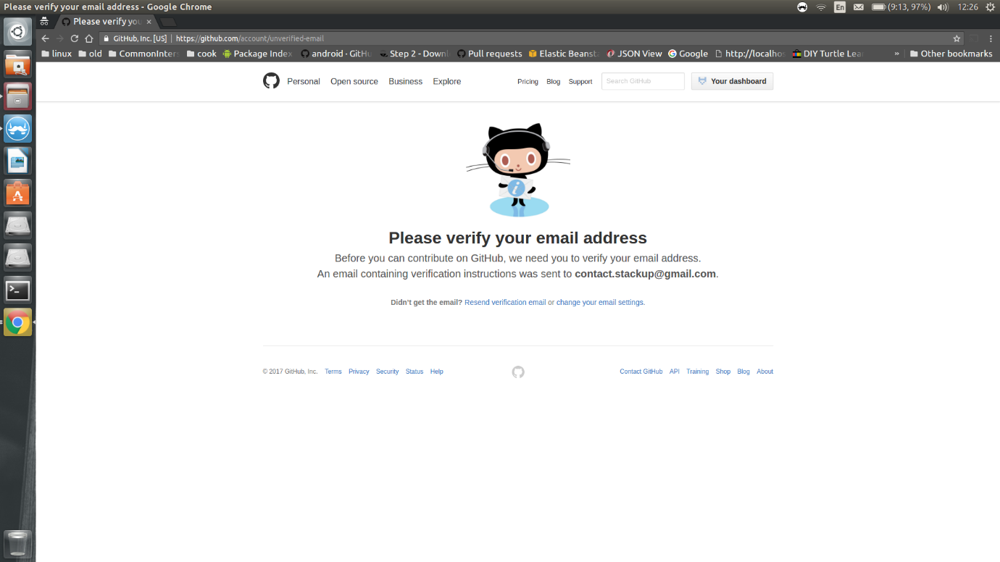 Please verify your email address - Google Chrome
En (9:13, 97%) 12:26
Please verify you
GitHub, Inc. [US] | https://github.com/account/unverified-email
linux old CommonInters cook Package Index android · GitHu Step 2 - Downl Pull requests Elastic Beansta JSON View Google http://localhos DIY Turtle Lea » Other bookmarks
Personal Open source Business Explore Pricing Blog Support Search GitHub Your dashboard
i
Please verify your email address
Before you can contribute on GitHub, we need you to verify your email address.
An email containing verification instructions was sent to contact.stackup@gmail.com.
Didn't get the email? Resend verification email or change your email settings.
© 2017 GitHub, Inc. Terms Privacy Security Status Help Contact GitHub API Training Shop Blog About